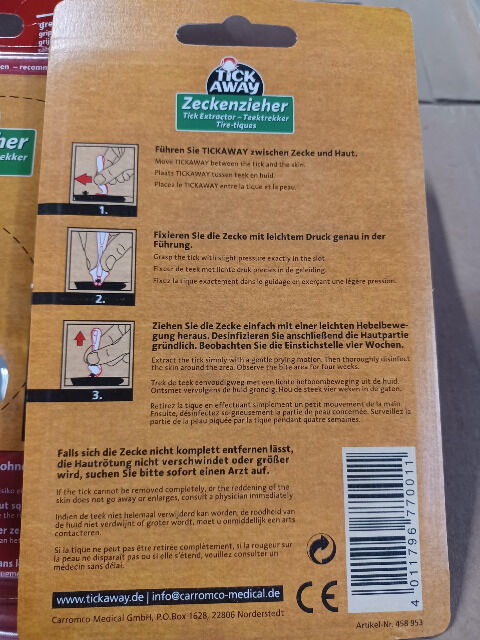 TICK
AWAY
Zeckenzieher
Tick Extractor – Teektrekker
Tire-tiques
Führen Sie TICKAWAY zwischen Zecke und Haut.
Move TICKAWAY between the tick and the skin.
Plaats TICKAWAY tussen teek en huid.
Placez le TICKAWAY entre la tique et la peau.
1.
Fixieren Sie die Zecke mit leichtem Druck genau in der
Führung.
Grasp the tick with slight pressure exactly in the slot.
Fixeer de teek met lichte druk precies in de geleiding.
Fixez la tique exactement dans le guidage en exerçant une légère pression.
2.
Ziehen Sie die Zecke einfach mit einer leichten Hebelbewe-
gung heraus. Desinfizieren Sie anschließend die Hautpartie
gründlich. Beobachten Sie die Einstichstelle vier Wochen.
Extract the tick simply with a gentle prying motion. Then thoroughly disinfect
the skin around the area. Observe the bite area for four weeks.
Trek de teek eenvoudigweg met een lichte hefboombeweging uit de huid.
Ontsmet vervolgens de huid grondig. Hou de steek vier weken in de gaten.
Retirez la tique en effectuant simplement un petit mouvement de la main.
Ensuite, désinfectez soigneusement la partie de peau concernée. Surveillez la
partie de la peau piquée par la tique pendant quatre semaines.
3.
Falls sich die Zecke nicht komplett entfernen lässt,
die Hautrötung nicht verschwindet oder größer
wird, suchen Sie bitte sofort einen Arzt auf.
If the tick cannot be removed completely, or the reddening of the
skin does not go away or enlarges, consult a physician immediately.
Indien de teek niet helemaal verwijderd kan worden, de roodheid van
de huid niet verdwijnt of groter wordt, moet u onmiddellijk een arts
contacteren.
Si la tique ne peut pas être retirée complètement, si la rougeur sur
la peau ne disparaît pas ou si elle s'étend, veuillez consulter un
médecin sans délai.
www.tickaway.de | info@carromco-medical.de
Carromco Medical GmbH, P.O.Box 1628, 22806 Norderstedt
CE
4 011796 770011
Artikel-Nr. 458 953
her
ekker